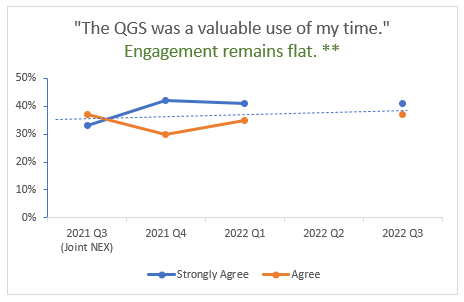 "The QGS was a valuable use of my time."
Engagement remains flat. **
50%
40%
30%
20%
10%
0%
2021 Q3
(Joint NEX)
2021 Q4
2022 Q1
2022 Q2
2022 Q3
Strongly Agree
Agree